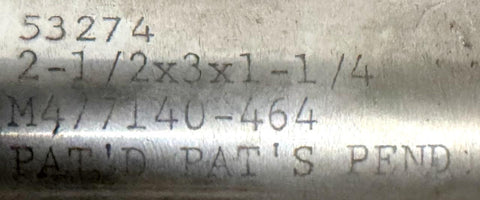 53274
2-1/2x3x1-1/4
M477140-464
PAT'D PAT'S PEND.